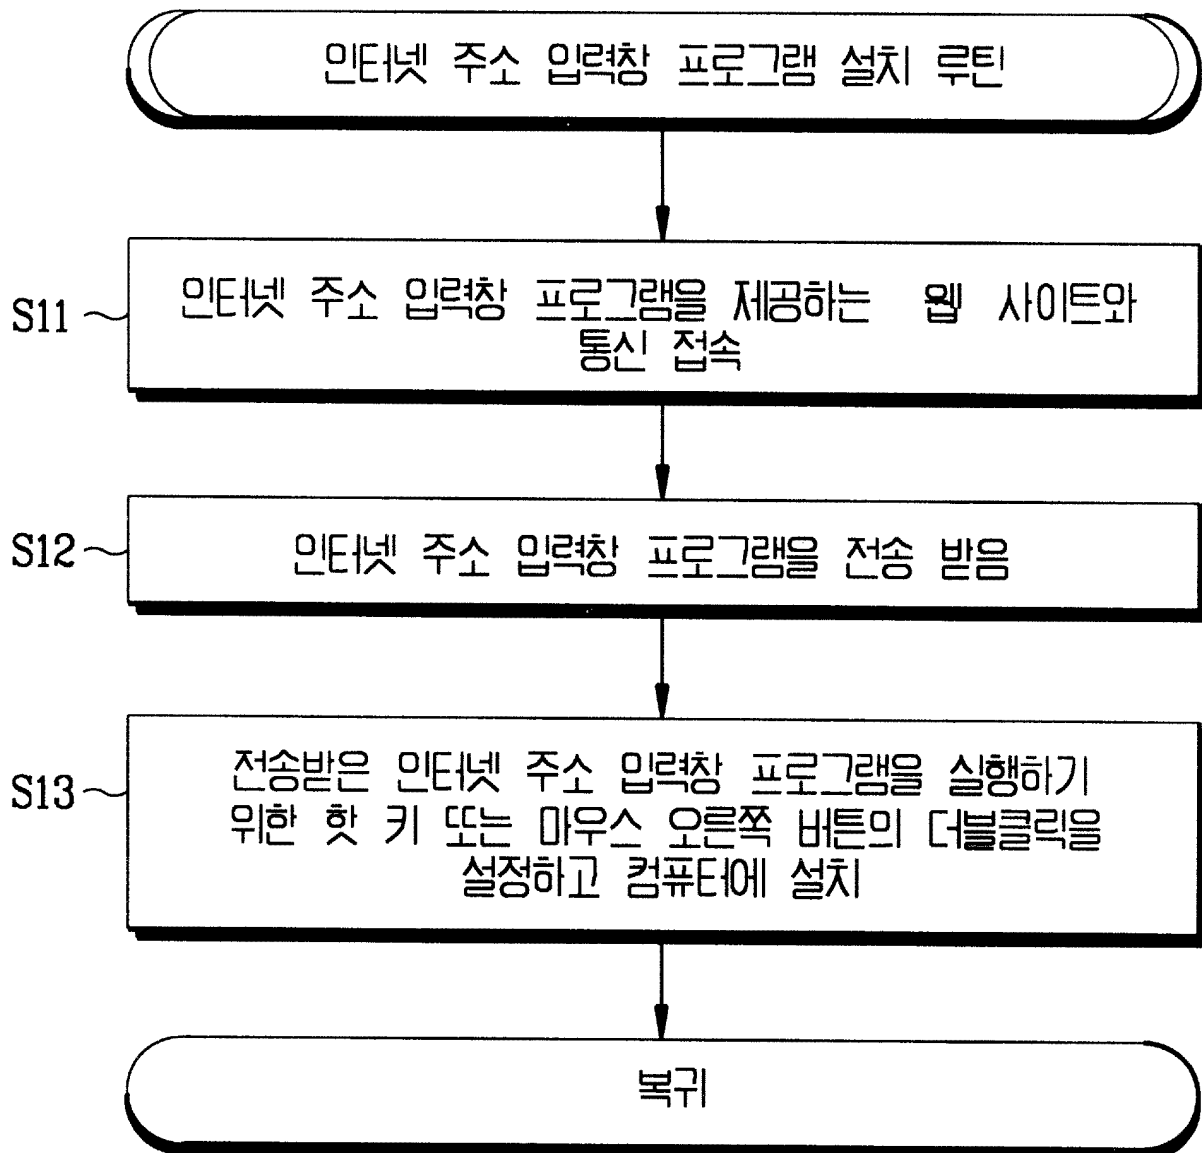 인터넷 주소 입력창 프로그램 설치 루틴
S11
인터넷 주소 입력창 프로그램을 제공하는 웹 사이트와
통신 접속
S12
인터넷 주소 입력창 프로그램을 전송 받음
S13
전송받은 인터넷 주소 입력창 프로그램을 실행하기
위한 핫 키 또는 마우스 오른쪽 버튼의 더블클릭을
설정하고 컴퓨터에 설치
복귀